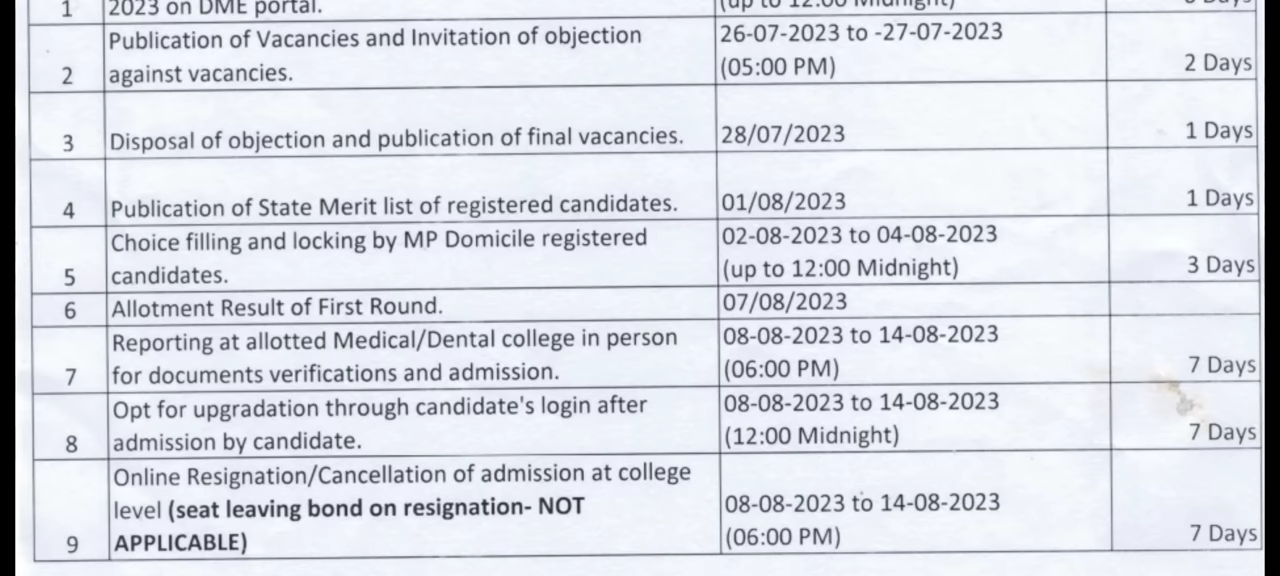 1 2023 on DME portal. (up to 12:00 Midnight)
Publication of Vacancies and Invitation of objection 26-07-2023 to -27-07-2023
2 against vacancies. (05:00 PM) 2 Days
3 Disposal of objection and publication of final vacancies. 28/07/2023 1 Days
4 Publication of State Merit list of registered candidates. 01/08/2023 1 Days
Choice filling and locking by MP Domicile registered 02-08-2023 to 04-08-2023
5 candidates. (up to 12:00 Midnight) 3 Days
6 Allotment Result of First Round. 07/08/2023
Reporting at allotted Medical/Dental college in person 08-08-2023 to 14-08-2023
7 for documents verifications and admission. (06:00 PM) 7 Days
Opt for upgradation through candidate's login after 08-08-2023 to 14-08-2023
8 admission by candidate. (12:00 Midnight) 7 Days
Online Resignation/Cancellation of admission at college
level (seat leaving bond on resignation- NOT 08-08-2023 to 14-08-2023
9 APPLICABLE) (06:00 PM) 7 Days